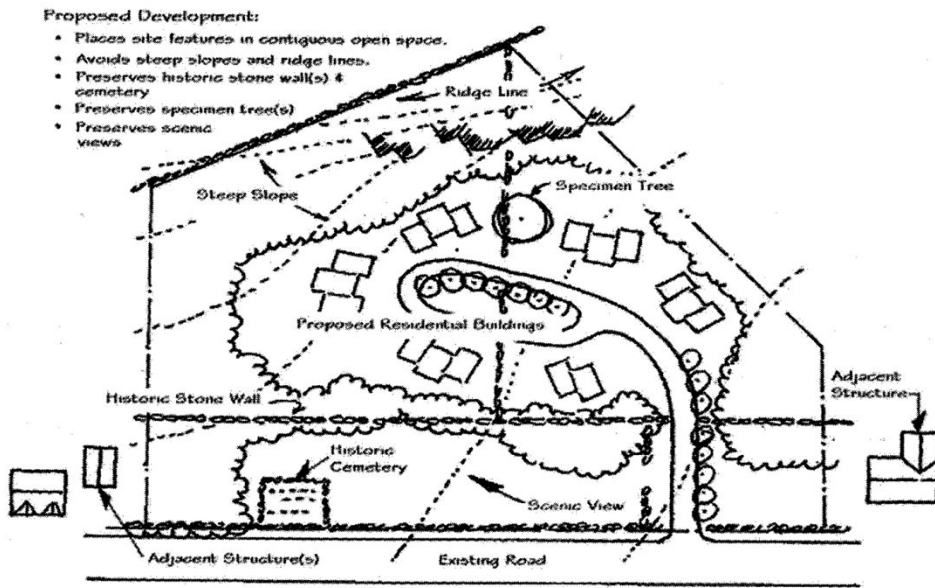 Proposed Development:
• Places site features in contiguous open space.
• Avoids steep slopes and ridge lines.
• Preserves historic stone wall(s) &
cemetery
• Preserves specimen tree(s)
• Preserves scenic
views
Ridge Line
Steep Slope
Specimen Tree
Proposed Residential Buildings
Historic Stone Wall
Adjacent
Structure
Historic
Cemetery
Scenic View
Adjacent Structure(s)
Existing Road